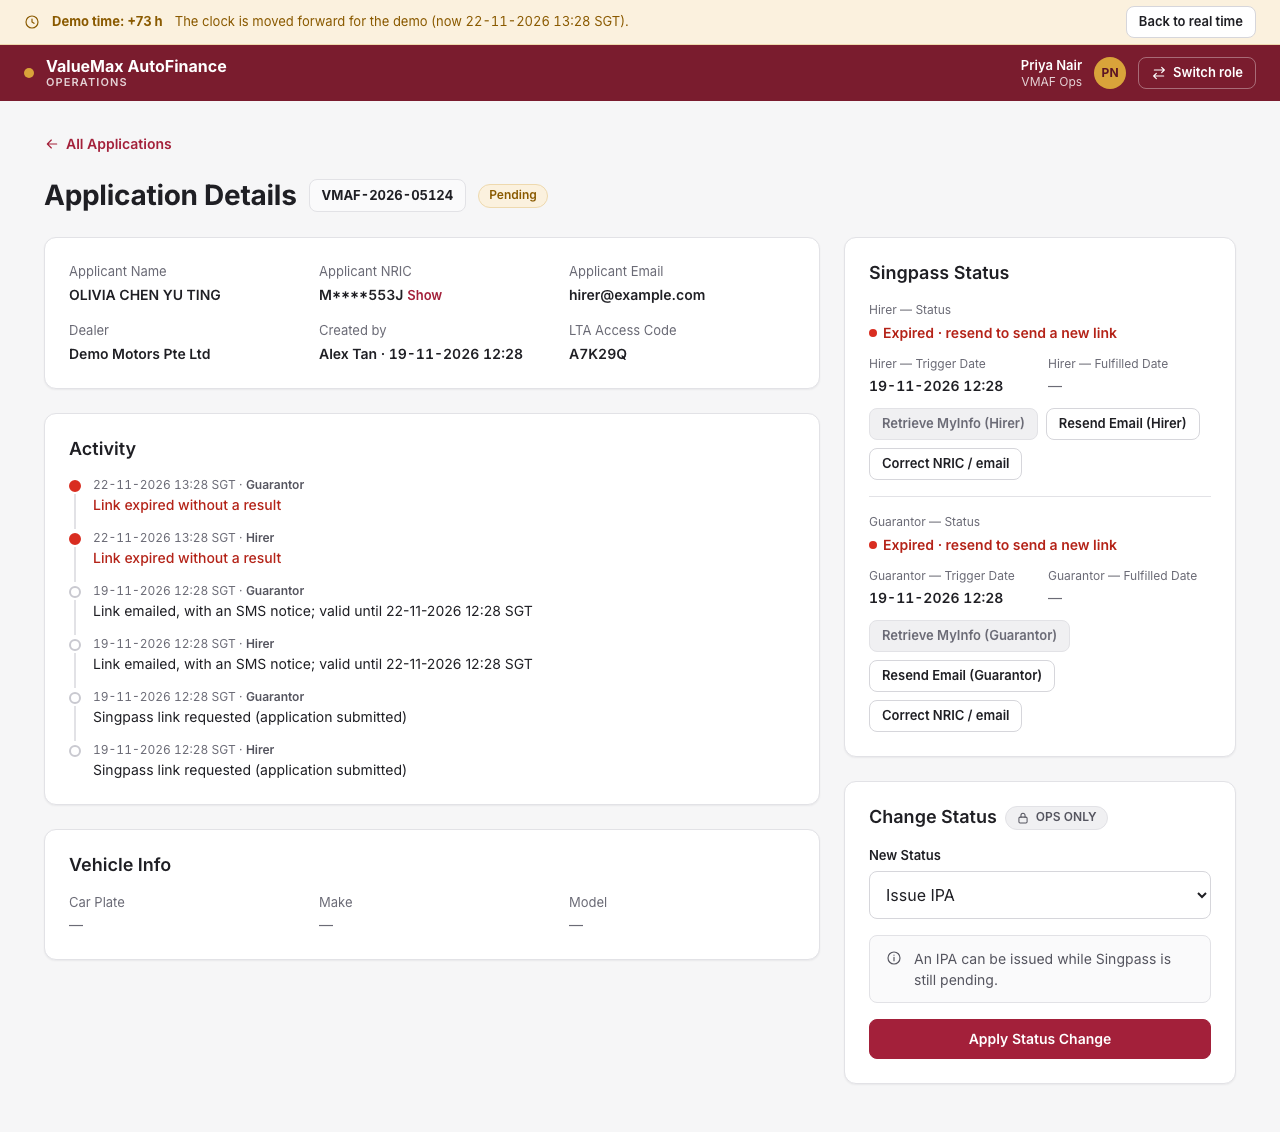 Demo time: +73 h The clock is moved forward for the demo (now 22-11-2026 13:28 SGT).
Back to real time
ValueMax AutoFinance
OPERATIONS
Priya Nair
VMAF Ops
PN
Switch role
← All Applications
Application Details
VMAF-2026-05124
Pending
Applicant Name
OLIVIA CHEN YU TING
Applicant NRIC
M****553J Show
Applicant Email
hirer@example.com
Dealer
Demo Motors Pte Ltd
Created by
Alex Tan · 19-11-2026 12:28
LTA Access Code
A7K29Q
Activity
22-11-2026 13:28 SGT · Guarantor
Link expired without a result
22-11-2026 13:28 SGT · Hirer
Link expired without a result
19-11-2026 12:28 SGT · Guarantor
Link emailed, with an SMS notice; valid until 22-11-2026 12:28 SGT
19-11-2026 12:28 SGT · Hirer
Link emailed, with an SMS notice; valid until 22-11-2026 12:28 SGT
19-11-2026 12:28 SGT · Guarantor
Singpass link requested (application submitted)
19-11-2026 12:28 SGT · Hirer
Singpass link requested (application submitted)
Vehicle Info
Car Plate
—
Make
—
Model
—
Singpass Status
Hirer — Status
Expired · resend to send a new link
Hirer — Trigger Date
19-11-2026 12:28
Hirer — Fulfilled Date
—
Retrieve MyInfo (Hirer)
Resend Email (Hirer)
Correct NRIC / email
Guarantor — Status
Expired · resend to send a new link
Guarantor — Trigger Date
19-11-2026 12:28
Guarantor — Fulfilled Date
—
Retrieve MyInfo (Guarantor)
Resend Email (Guarantor)
Correct NRIC / email
Change Status
OPS ONLY
New Status
Issue IPA
An IPA can be issued while Singpass is
still pending.
Apply Status Change